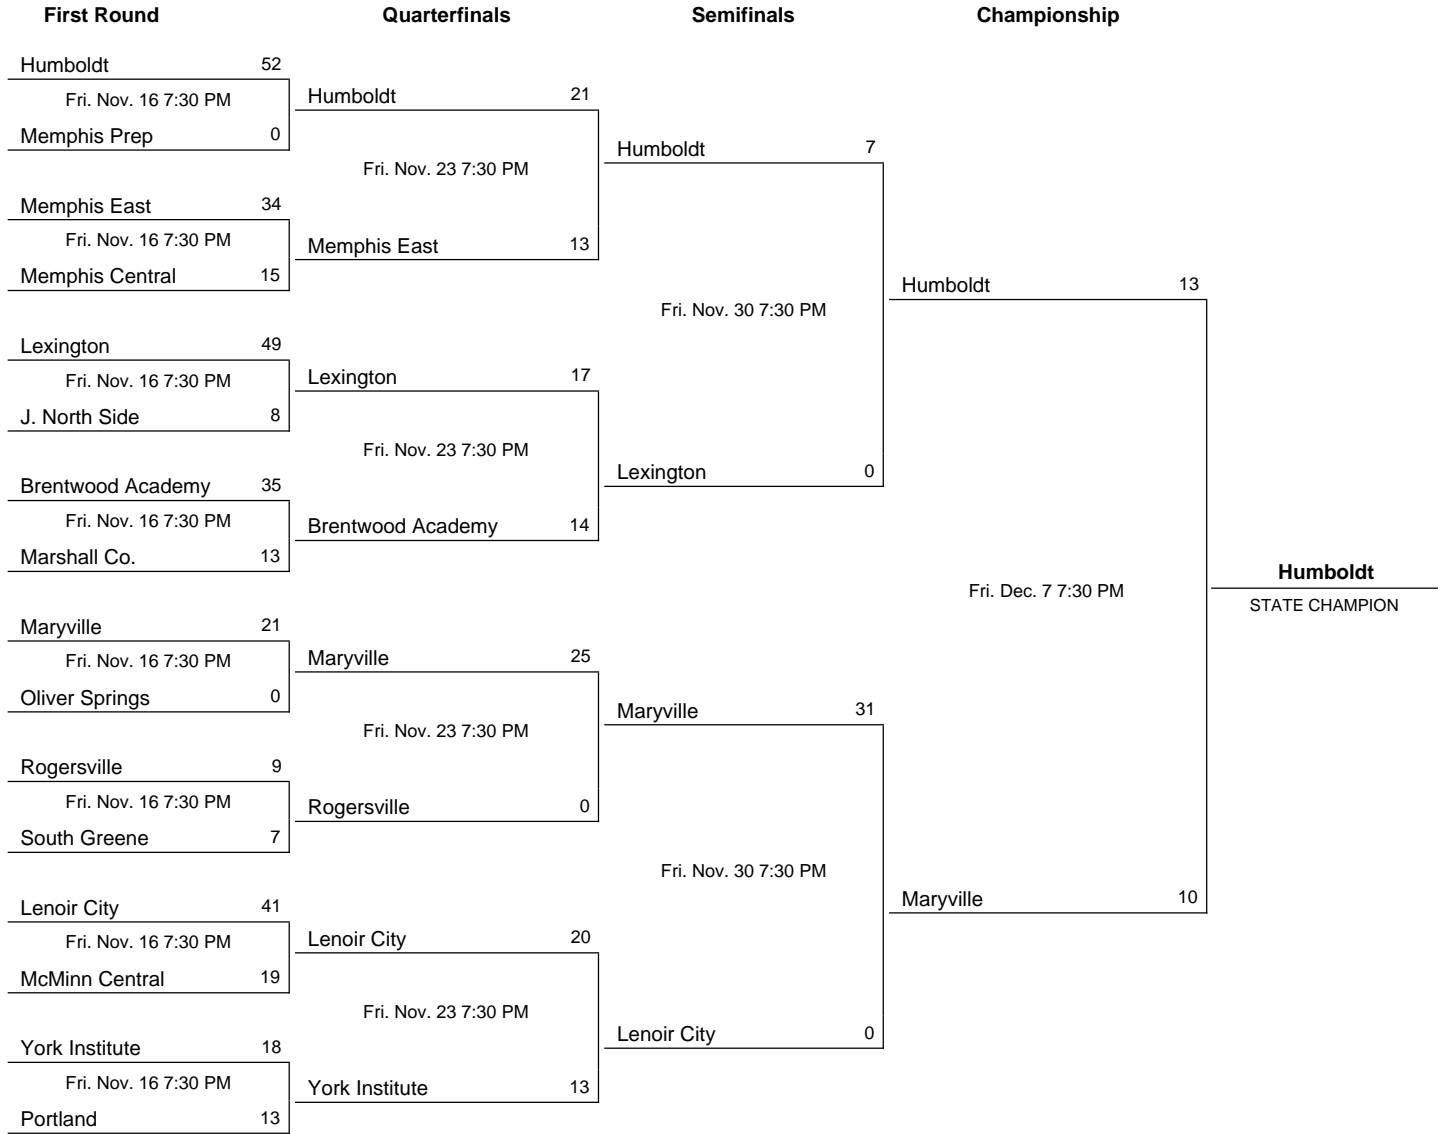 First Round Quarterfinals Semifinals Championship
Humboldt 52
Fri. Nov. 16 7:30 PM
Memphis Prep 0
Memphis East 34
Fri. Nov. 16 7:30 PM
Memphis Central 15
Lexington 49
Fri. Nov. 16 7:30 PM
J. North Side 8
Brentwood Academy 35
Fri. Nov. 16 7:30 PM
Marshall Co. 13
Maryville 21
Fri. Nov. 16 7:30 PM
Oliver Springs 0
Rogersville 9
Fri. Nov. 16 7:30 PM
South Greene 7
Lenoir City 41
Fri. Nov. 16 7:30 PM
McMinn Central 19
York Institute 18
Fri. Nov. 16 7:30 PM
Portland 13
Humboldt 21
Fri. Nov. 23 7:30 PM
Memphis East 13
Lexington 17
Fri. Nov. 23 7:30 PM
Brentwood Academy 14
Maryville 25
Fri. Nov. 23 7:30 PM
Rogersville 0
Lenoir City 20
Fri. Nov. 23 7:30 PM
York Institute 13
Humboldt 7
Fri. Nov. 30 7:30 PM
Lexington 0
Maryville 31
Fri. Nov. 30 7:30 PM
Lenoir City 0
Humboldt 13
Fri. Dec. 7 7:30 PM
Maryville 10
Humboldt
STATE CHAMPION